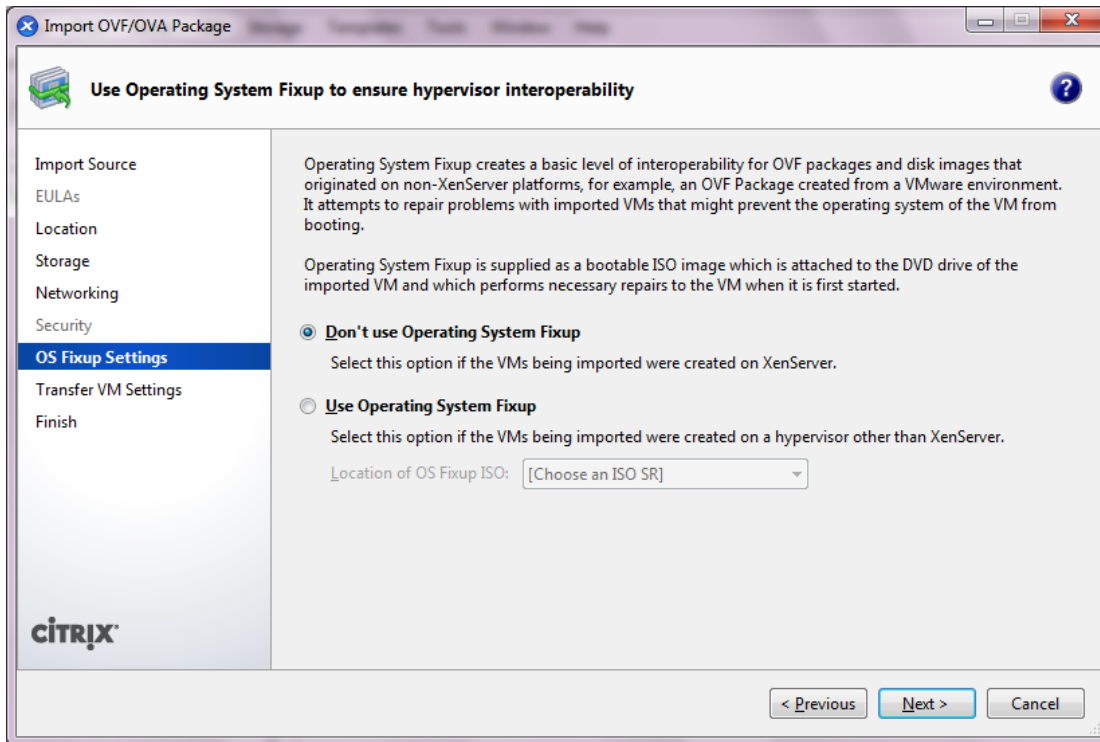 Import OVF/OVA Package
Storage Templates Tools Window Help
Use Operating System Fixup to ensure hypervisor interoperability
?
Import Source
EULAs
Location
Storage
Networking
Security
OS Fixup Settings
Transfer VM Settings
Finish
CITRIX
Operating System Fixup creates a basic level of interoperability for OVF packages and disk images that
originated on non-XenServer platforms, for example, an OVF Package created from a VMware environment.
It attempts to repair problems with imported VMs that might prevent the operating system of the VM from
booting.
Operating System Fixup is supplied as a bootable ISO image which is attached to the DVD drive of the
imported VM and which performs necessary repairs to the VM when it is first started.
Don't use Operating System Fixup
Select this option if the VMs being imported were created on XenServer.
Use Operating System Fixup
Select this option if the VMs being imported were created on a hypervisor other than XenServer.
Location of OS Fixup ISO: [Choose an ISO SR]
< Previous Next > Cancel